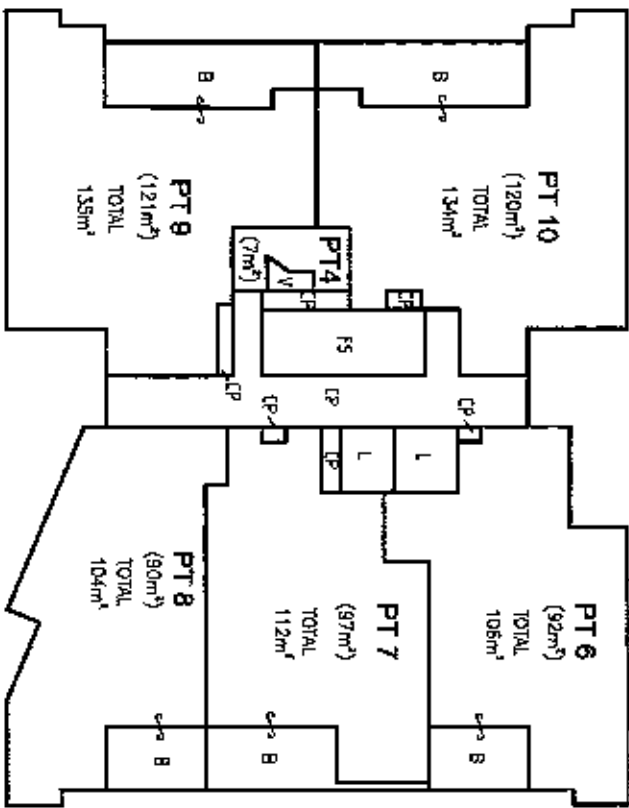 B
PT 10
(120m²)
TOTAL
134m²
CP
CP
PT 6
(92m²)
TOTAL
106m²
B
L
L
CP
FS
CP
CP
PT4
(7m²)
V
CP
PT 7
(97m²)
TOTAL
112m²
B
B
PT 9
(121m²)
TOTAL
135m²
CP
PT 8
(90m²)
TOTAL
104m²
B